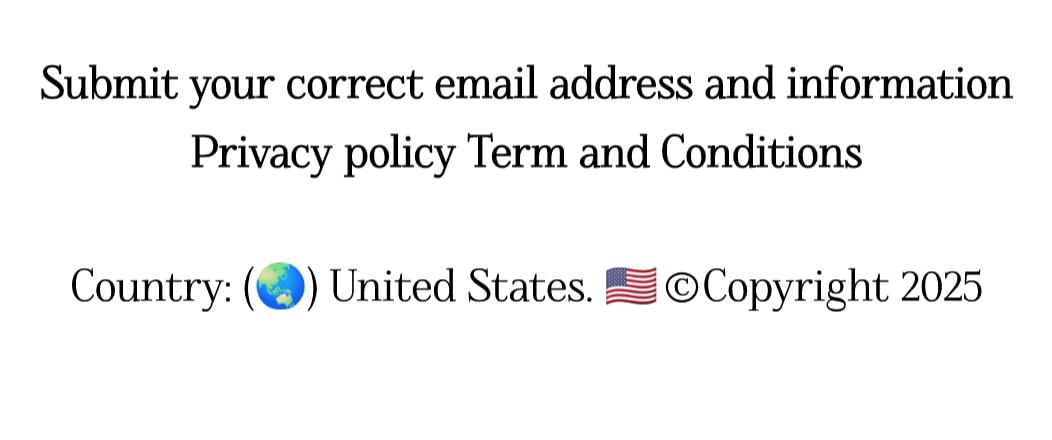 Submit your correct email address and information
Privacy policy Term and Conditions
Country: (🌏) United States. 🇺🇸 ©Copyright 2025